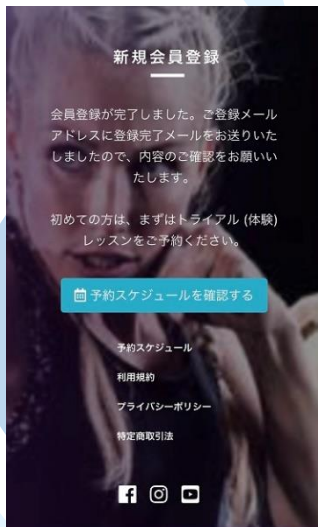 新規会員登録
会員登録が完了しました。ご登録メール
アドレスに登録完了メールをお送りいた
しましたので、内容のご確認をお願いい
たします。
初めての方は、まずはトライアル (体験)
レッスンをご予約ください。
予約スケジュールを確認する
予約スケジュール
利用規約
プライバシーポリシー
特定商取引法